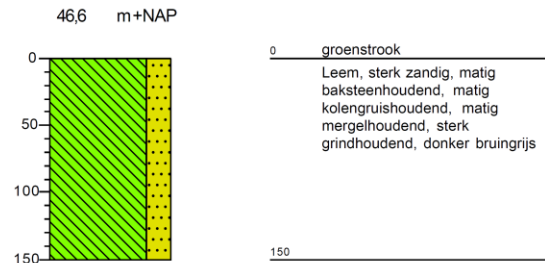 46,6 m+NAP
0
50
100
150
0 groenstrook
Leem, sterk zandig, matig
baksteenhoudend, matig
kolengruishoudend, matig
mergelhoudend, sterk
grindhoudend, donker bruingrijs
150